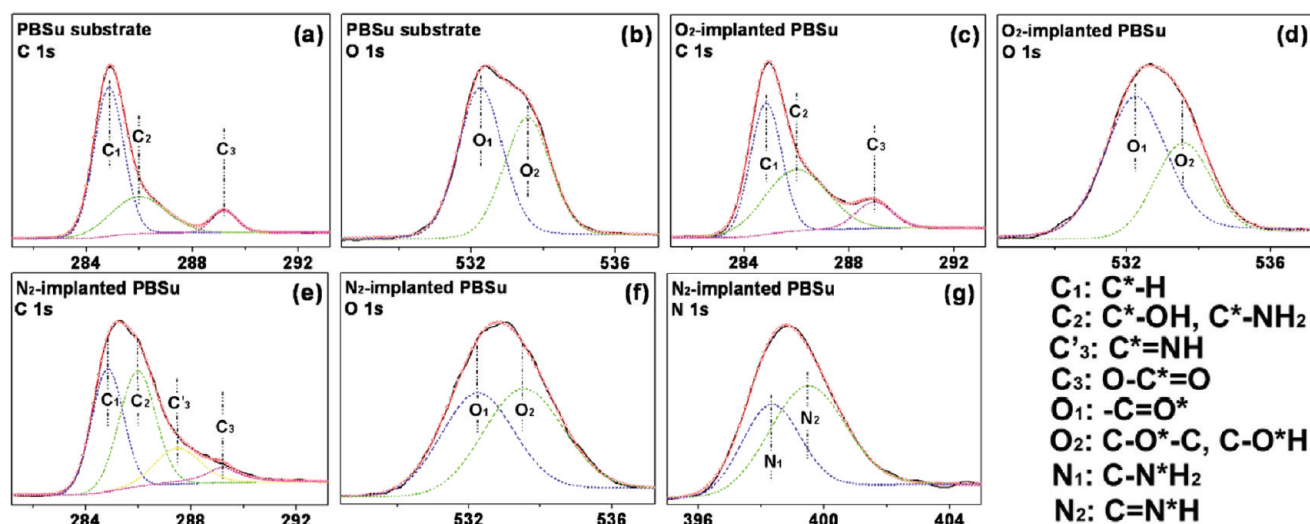 PBSu substrate (a)
C 1s
C₁
C₂
C₃
284 288 292
PBSu substrate (b)
O 1s
O₁
O₂
532 536
O₂-implanted PBSu (c)
C 1s
C₁
C₂
C₃
284 288 292
O₂-implanted PBSu (d)
O 1s
O₁
O₂
532 536
N₂-implanted PBSu (e)
C 1s
C₁
C₂
C'₃
C₃
284 288 292
N₂-implanted PBSu (f)
O 1s
O₁
O₂
532 536
N₂-implanted PBSu (g)
N 1s
N₁
N₂
396 400 404
C₁: C*-H
C₂: C*-OH, C*-NH₂
C'₃: C*=NH
C₃: O-C*=O
O₁: -C=O*
O₂: C-O*-C, C-O*H
N₁: C-N*H₂
N₂: C=N*H